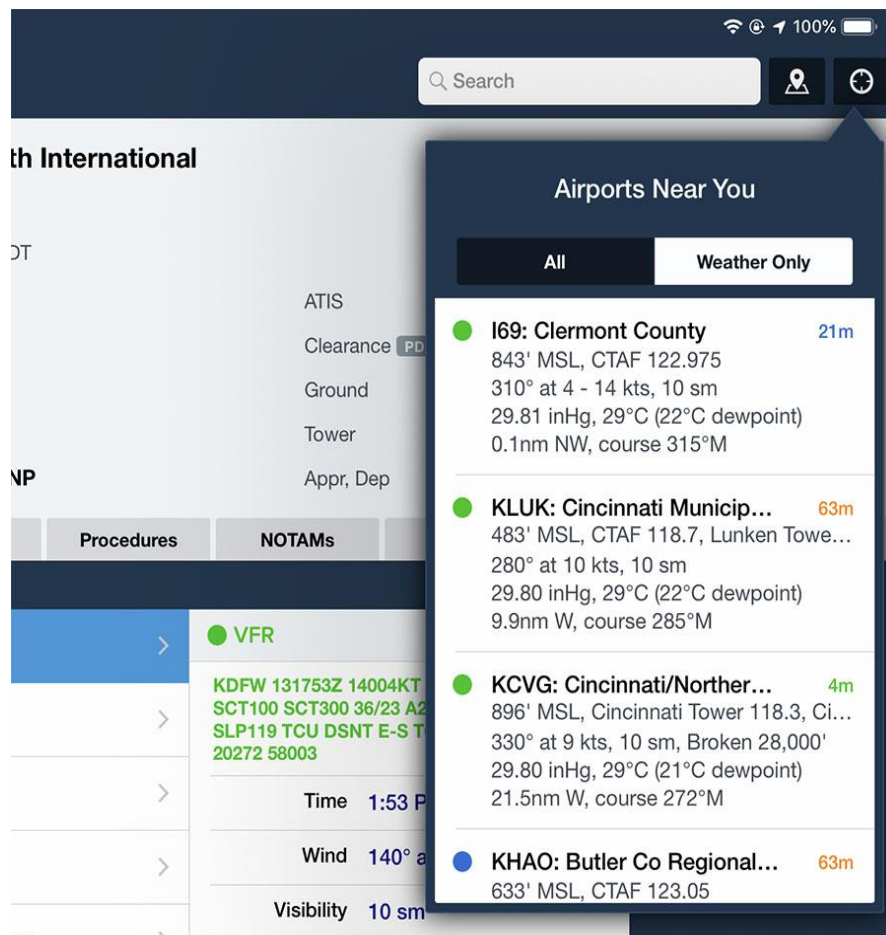 100%
Search
th International
DT
ATIS
Clearance PD
Ground
Tower
NP
Appr, Dep
Procedures
NOTAMs
VFR
KDFW 131753Z 14004KT
SCT100 SCT300 36/23 A2
SLP119 TCU DSNT E-S T
20272 58003
Time 1:53 P
Wind 140° a
Visibility 10 sm
Airports Near You
All
Weather Only
I69: Clermont County 21m
843' MSL, CTAF 122.975
310° at 4 - 14 kts, 10 sm
29.81 inHg, 29°C (22°C dewpoint)
0.1nm NW, course 315°M
KLUK: Cincinnati Municip... 63m
483' MSL, CTAF 118.7, Lunken Towe...
280° at 10 kts, 10 sm
29.80 inHg, 29°C (22°C dewpoint)
9.9nm W, course 285°M
KCVG: Cincinnati/Norther... 4m
896' MSL, Cincinnati Tower 118.3, Ci...
330° at 9 kts, 10 sm, Broken 28,000'
29.80 inHg, 29°C (21°C dewpoint)
21.5nm W, course 272°M
KHAO: Butler Co Regional... 63m
633' MSL, CTAF 123.05